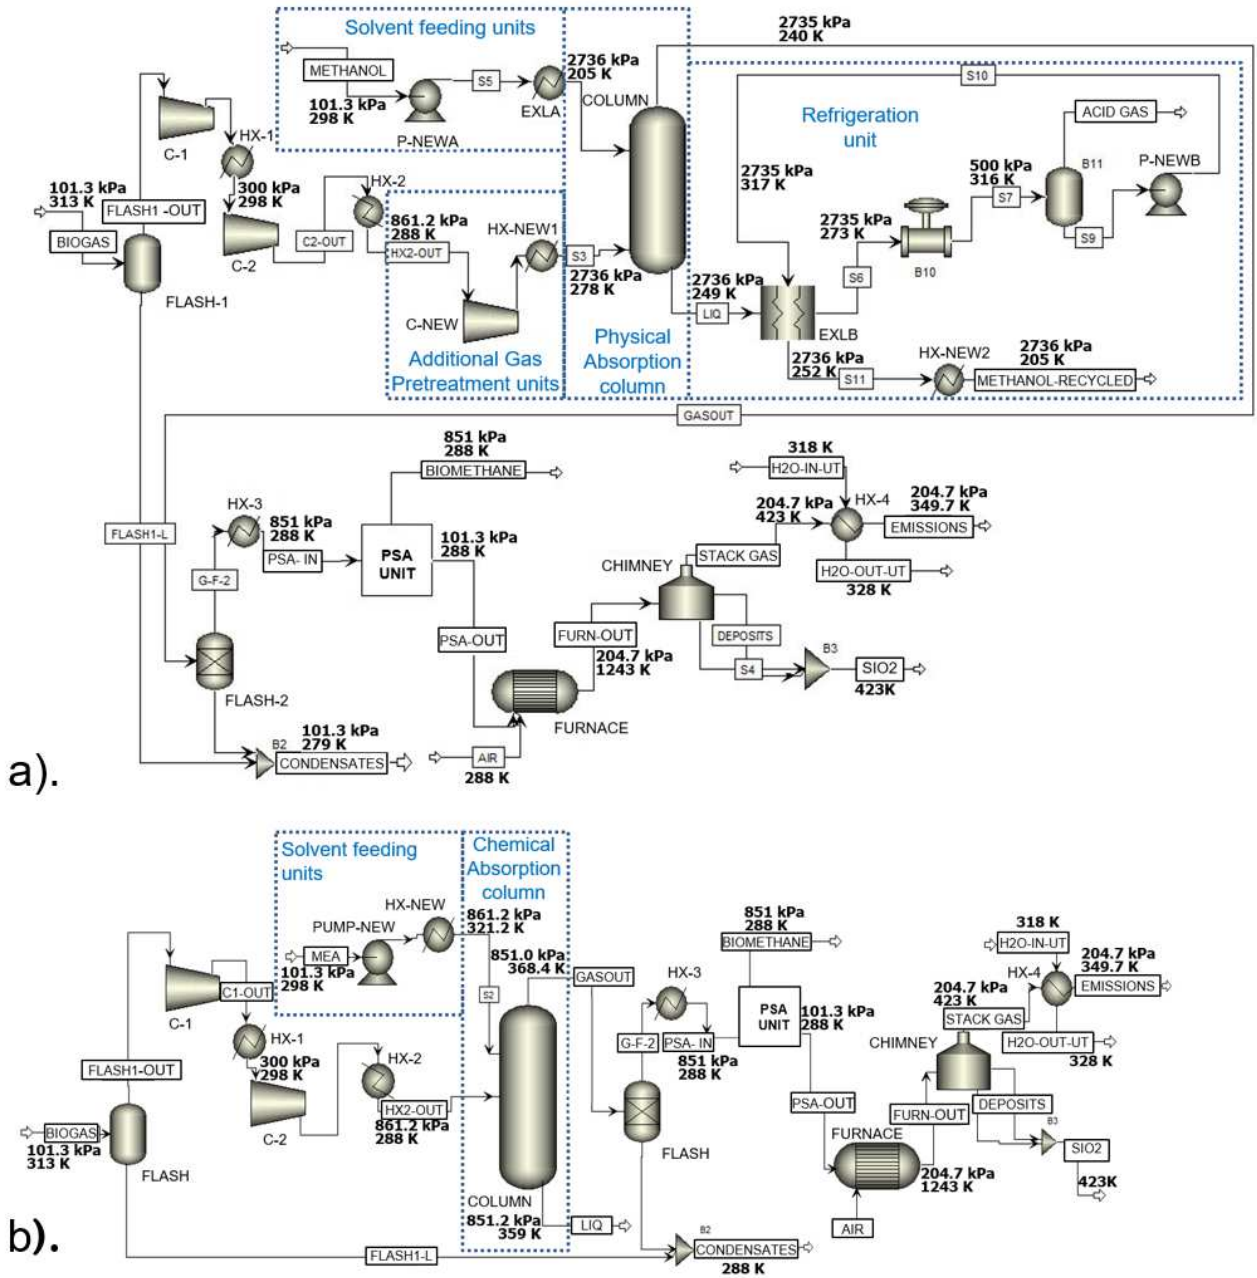 Solvent feeding units
METHANOL
101.3 kPa
298 K
P-NEWA
S5
EXLA
2736 kPa
205 K
COLUMN
2735 kPa
240 K
S10
Refrigeration
unit
ACID GAS
B11
P-NEWB
500 kPa
316 K
S7
S9
2735 kPa
317 K
2735 kPa
273 K
B10
S6
C-1
HX-1
300 kPa
298 K
101.3 kPa
313 K
FLASH1 -OUT
BIOGAS
FLASH-1
C-2
C2-OUT
HX-2
861.2 kPa
288 K
HX2-OUT
HX-NEW1
C-NEW
Additional Gas
Pretreatment units
S3
2736 kPa
278 K
2736 kPa
249 K
LIQ
EXLB
Physical
Absorption
column
2736 kPa
252 K
S11
HX-NEW2
2736 kPa
205 K
METHANOL-RECYCLED
GASOUT
851 kPa
288 K
BIOMETHANE
318 K
H2O-IN-UT
HX-3
851 kPa
288 K
PSA- IN
PSA
UNIT
101.3 kPa
288 K
204.7 kPa
423 K
HX-4
204.7 kPa
349.7 K
EMISSIONS
STACK GAS
CHIMNEY
H2O-OUT-UT
328 K
FLASH1-L
G-F-2
PSA-OUT
FURN-OUT
204.7 kPa
1243 K
DEPOSITS
S4
B3
SIO2
423K
FLASH-2
FURNACE
B2
101.3 kPa
279 K
CONDENSATES
AIR
288 K
a).
Solvent feeding
units
Chemical
Absorption
column
HX-NEW
PUMP-NEW
MEA
101.3 kPa
298 K
861.2 kPa
321.2 K
851.0 kPa
368.4 K
GASOUT
S2
C1-OUT
C-1
HX-1
300 kPa
298 K
HX-2
HX2-OUT
861.2 kPa
288 K
C-2
FLASH1-OUT
BIOGAS
101.3 kPa
313 K
FLASH
COLUMN
851.2 kPa
359 K
LIQ
FLASH1-L
HX-3
G-F-2
PSA- IN
851 kPa
288 K
FLASH
851 kPa
288 K
BIOMETHANE
PSA
UNIT
101.3 kPa
288 K
PSA-OUT
FURNACE
204.7 kPa
1243 K
AIR
FURN-OUT
CHIMNEY
STACK GAS
204.7 kPa
423 K
318 K
H2O-IN-UT
HX-4
204.7 kPa
349.7 K
EMISSIONS
H2O-OUT-UT
328 K
DEPOSITS
B3
SIO2
423K
B2
CONDENSATES
288 K
b).